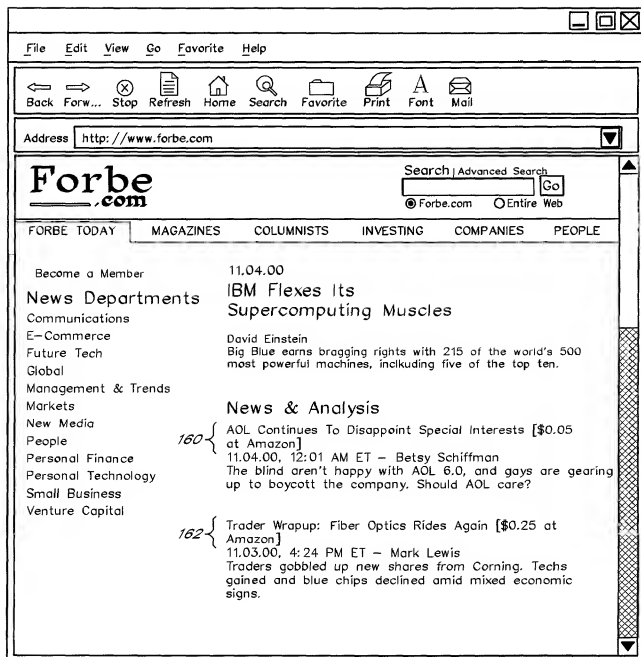 File Edit View Go Favorite Help
Back Forw... Stop Refresh Home Search Favorite Print Font Mail
Address http://www.forbe.com
Forbe
.com
Search | Advanced Search
Go
Forbe.com Entire Web
FORBE TODAY MAGAZINES COLUMNISTS INVESTING COMPANIES PEOPLE
Become a Member
News Departments
Communications
E-Commerce
Future Tech
Global
Management & Trends
Markets
New Media
People
Personal Finance
Personal Technology
Small Business
Venture Capital
11.04.00
IBM Flexes Its
Supercomputing Muscles
David Einstein
Big Blue earns bragging rights with 215 of the world's 500
most powerful machines, inclkuding five of the top ten.
News & Analysis
160
AOL Continues To Disappoint Special Interests [$0.05
at Amazon]
11.04.00, 12:01 AM ET – Betsy Schiffman
The blind aren't happy with AOL 6.0, and gays are gearing
up to boycott the company. Should AOL care?
162
Trader Wrapup: Fiber Optics Rides Again [$0.25 at
Amazon]
11.03.00, 4:24 PM ET – Mark Lewis
Traders gobbled up new shares from Corning. Techs
gained and blue chips declined amid mixed economic
signs.